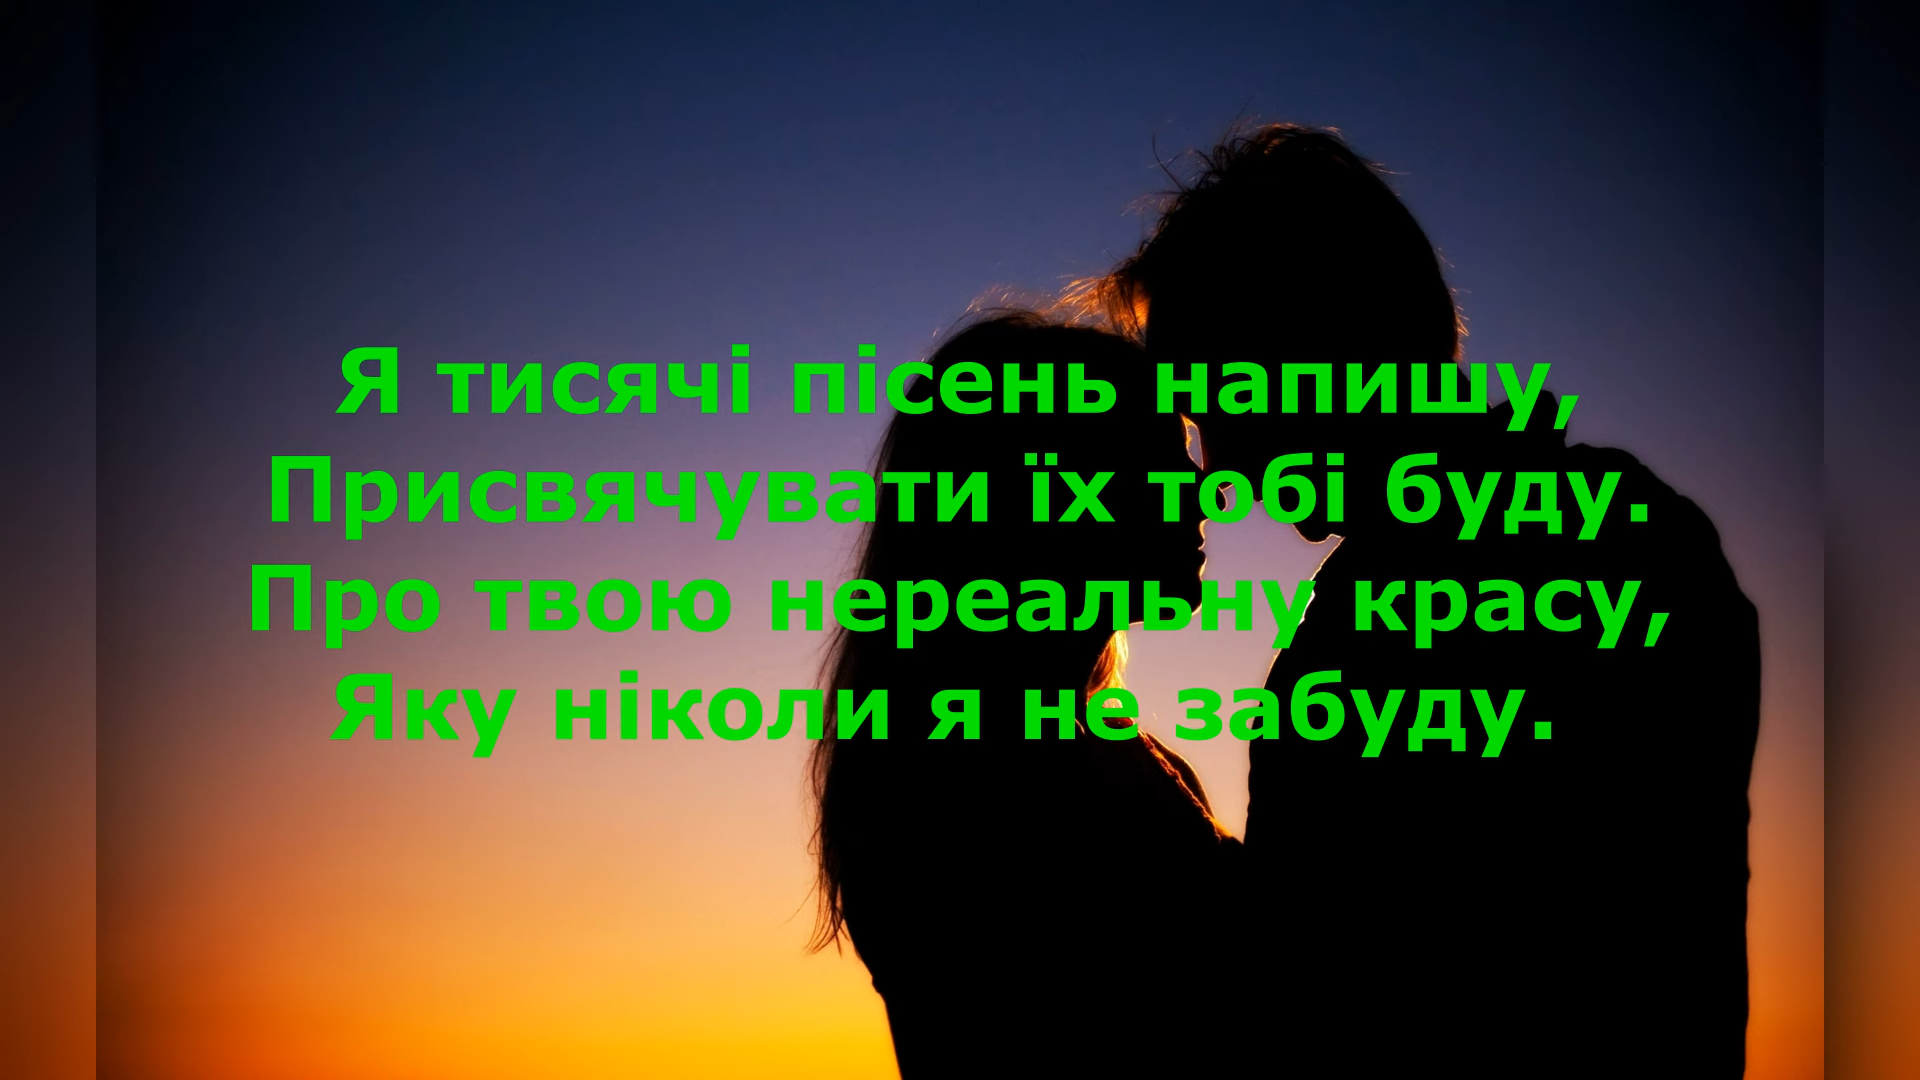 Я тисячі пісень напишу,
Присвячувати їх тобі буду.
Про твою нереальну красу,
Яку ніколи я не забуду.